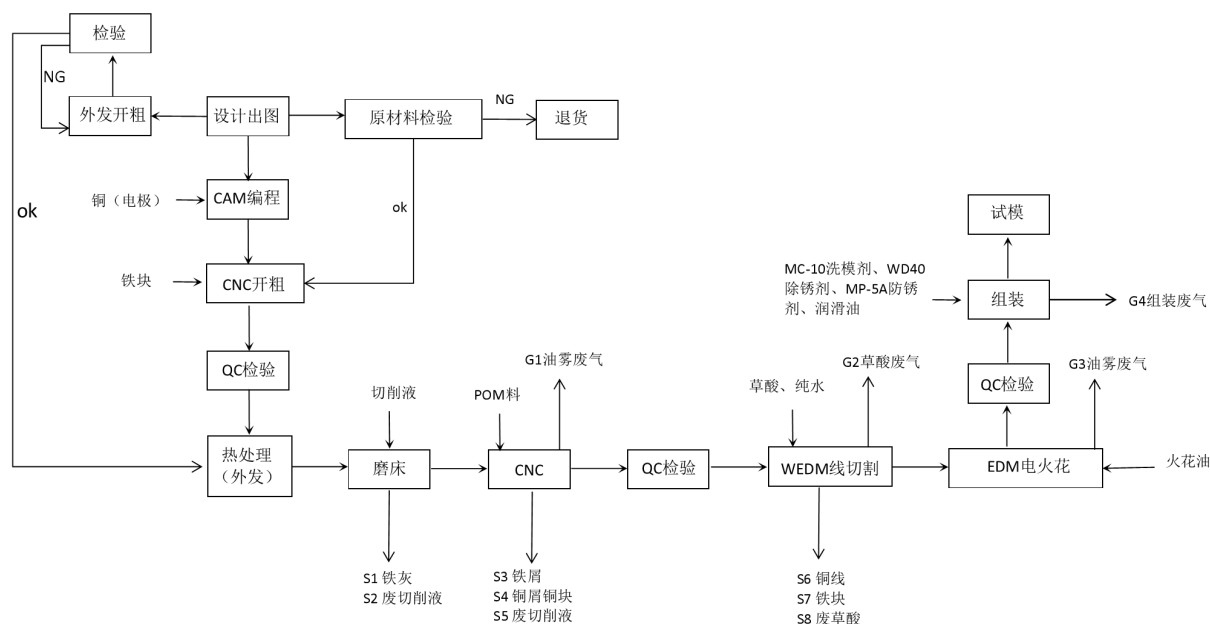 检验
NG
外发开粗
设计出图
原材料检验
NG
退货
ok
铜（电极）
CAM编程
ok
铁块
CNC开粗
QC检验
热处理
（外发）
切削液
磨床
S1 铁灰
S2 废切削液
POM料
G1油雾废气
CNC
S3 铁屑
S4 铜屑铜块
S5 废切削液
QC检验
草酸、纯水
G2草酸废气
WEDM线切割
S6 铜线
S7 铁块
S8 废草酸
试模
MC-10洗模剂、WD40
除锈剂、MP-5A防锈
剂、润滑油
组装
G4组装废气
QC检验
G3油雾废气
EDM电火花
火花油